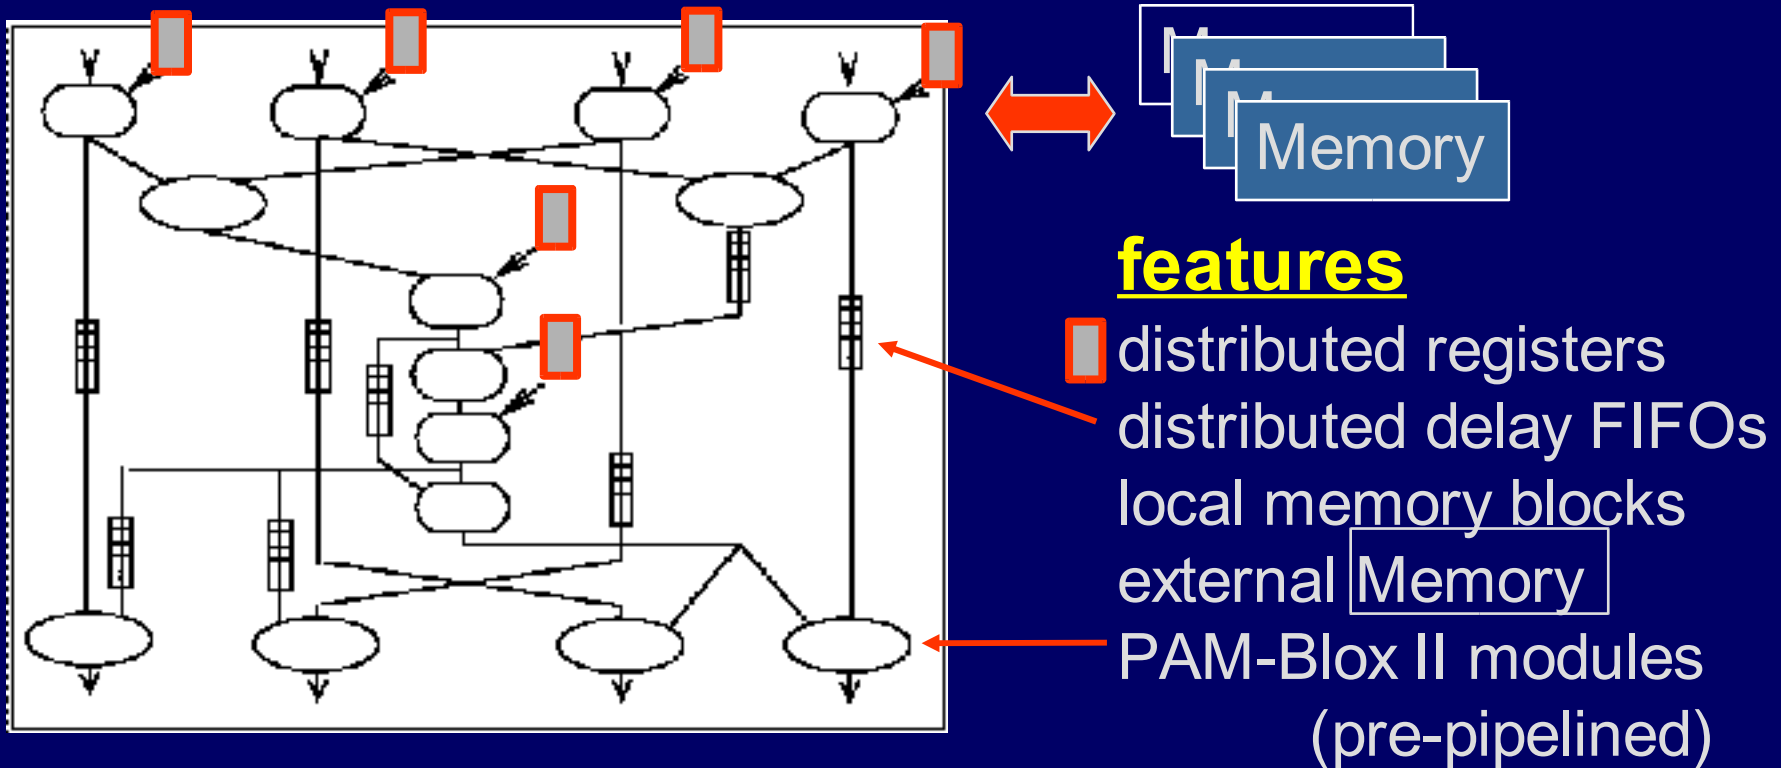 Memory
features
distributed registers
distributed delay FIFOs
local memory blocks
external Memory
PAM-Blox II modules
(pre-pipelined)